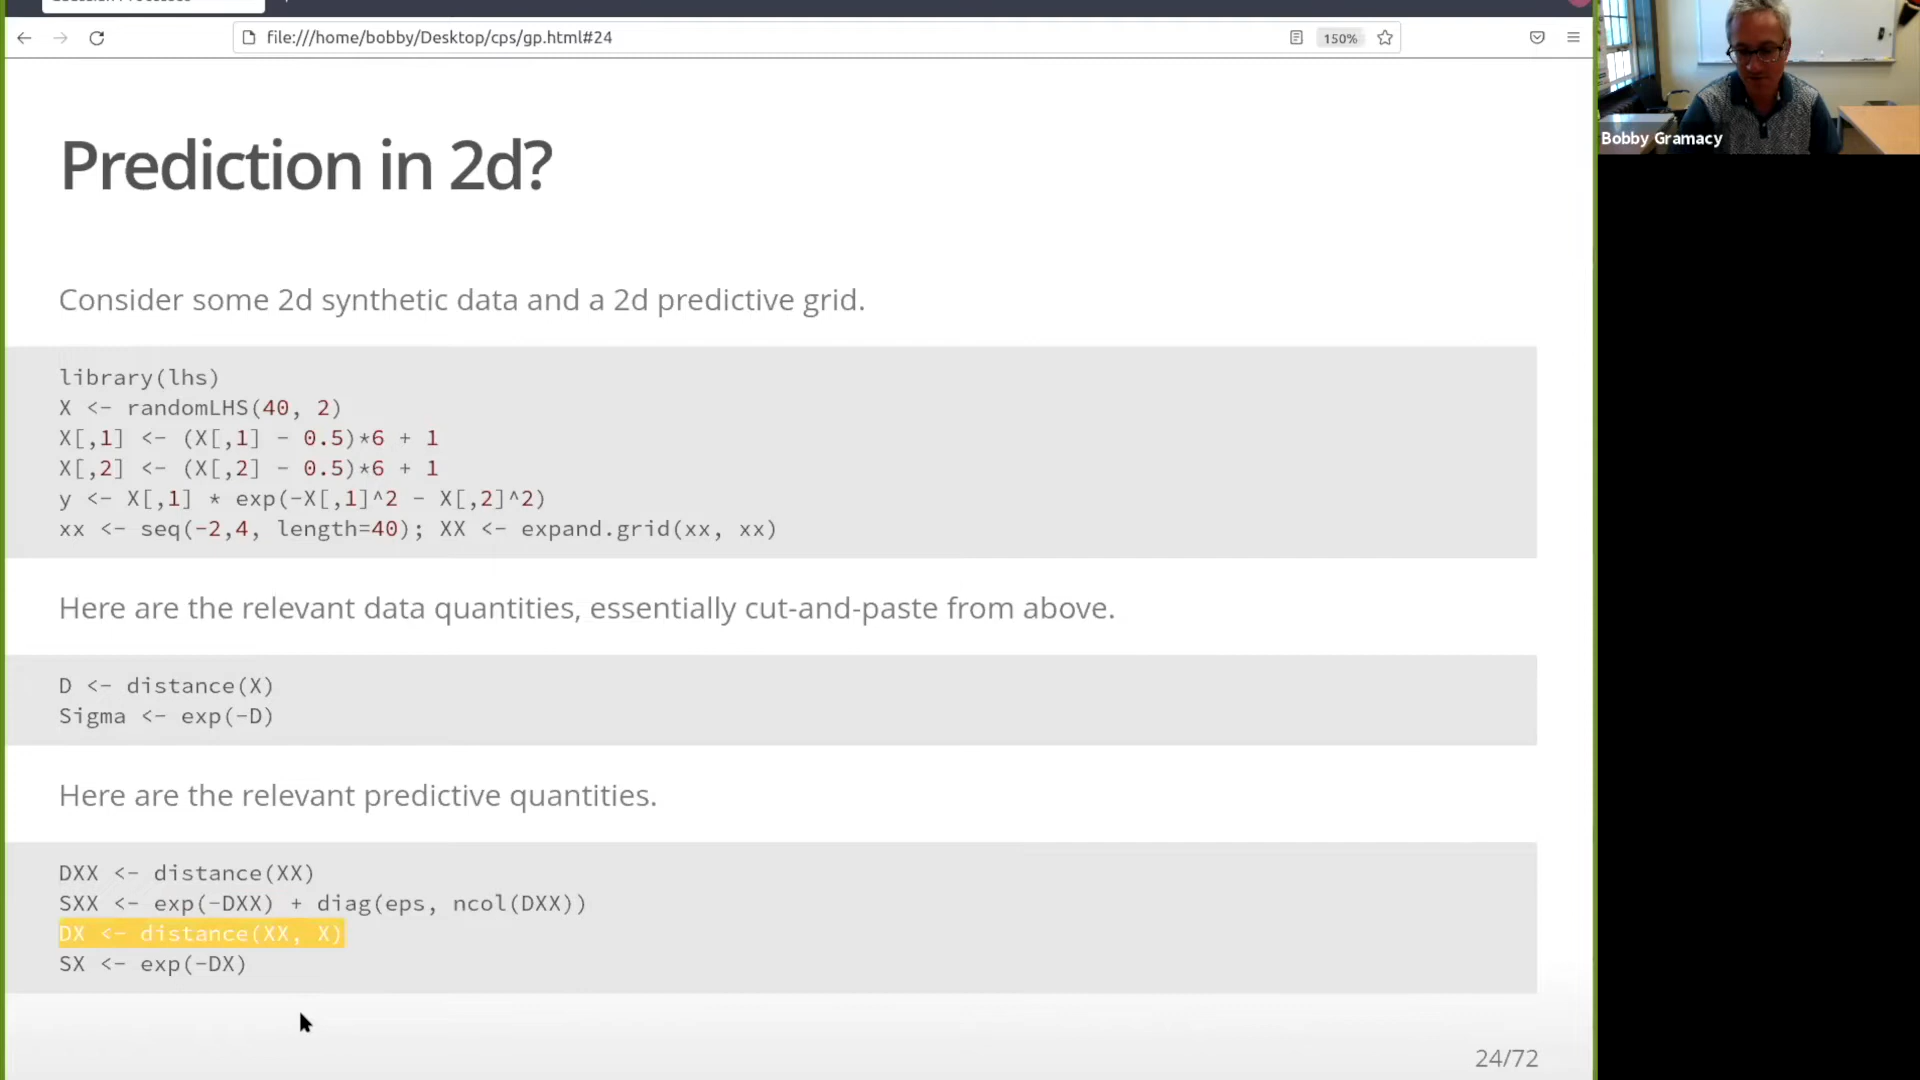 file:///home/bobby/Desktop/cps/gp.html#24
150%
Bobby Gramacy
Prediction in 2d?
Consider some 2d synthetic data and a 2d predictive grid.
library(lhs)
X <- randomLHS(40, 2)
X[,1] <- (X[,1] - 0.5)*6 + 1
X[,2] <- (X[,2] - 0.5)*6 + 1
y <- X[,1] * exp(-X[,1]^2 - X[,2]^2)
xx <- seq(-2,4, length=40); XX <- expand.grid(xx, xx)
Here are the relevant data quantities, essentially cut-and-paste from above.
D <- distance(X)
Sigma <- exp(-D)
Here are the relevant predictive quantities.
DXX <- distance(XX)
SXX <- exp(-DXX) + diag(eps, ncol(DXX))
DX <- distance(XX, X)
SX <- exp(-DX)
24/72